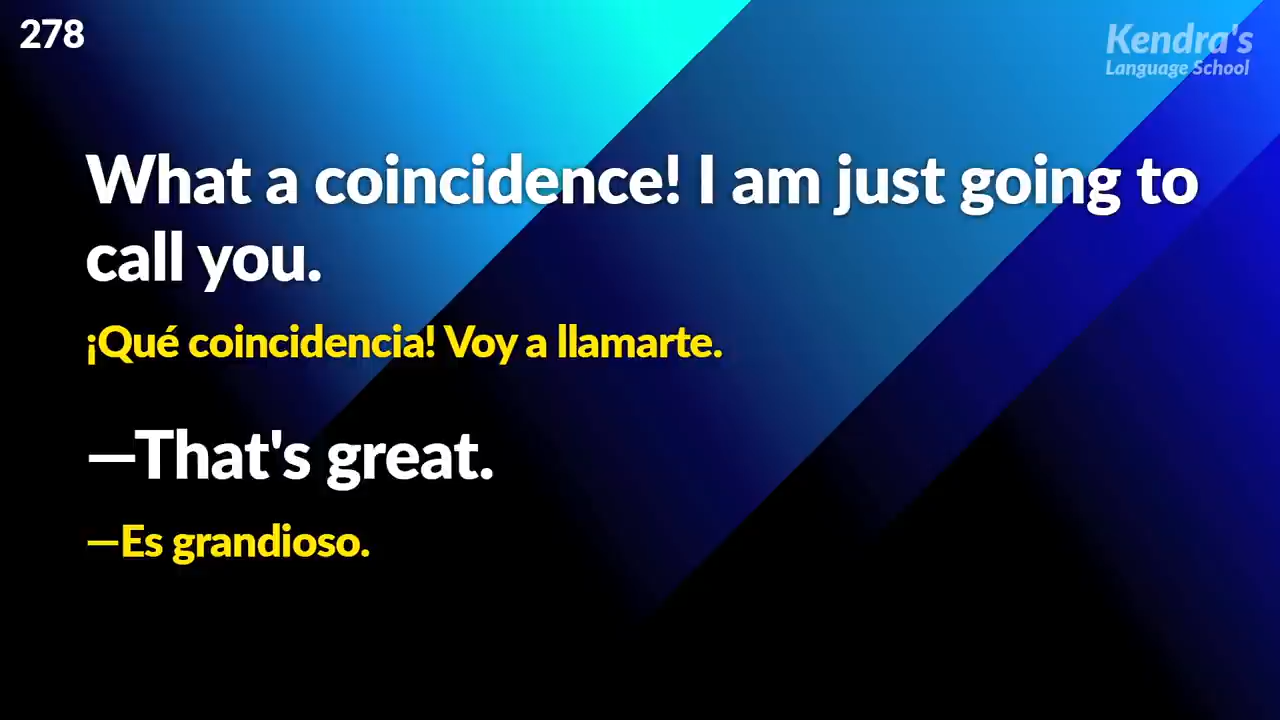 278
Kendra's
Language School
What a coincidence! I am just going to
call you.
¡Qué coincidencia! Voy a llamarte.
—That's great.
—Es grandioso.